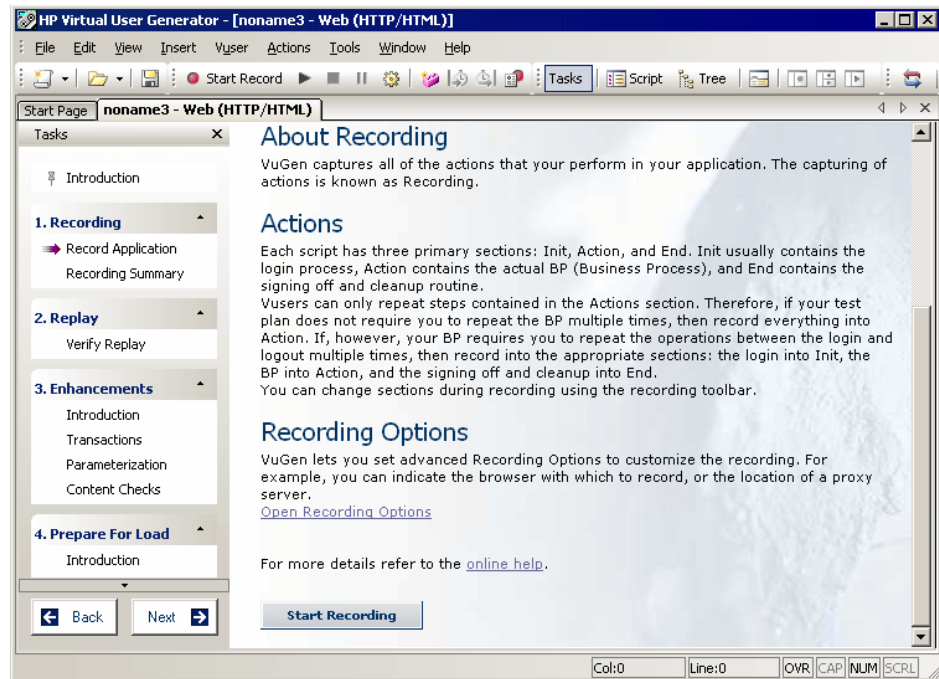 HP Virtual User Generator - [noname3 - Web (HTTP/HTML)]
File Edit View Insert Vuser Actions Tools Window Help
Start Record Tasks Script Tree
Start Page noname3 - Web (HTTP/HTML)
Tasks
Introduction
1. Recording
Record Application
Recording Summary
2. Replay
Verify Replay
3. Enhancements
Introduction
Transactions
Parameterization
Content Checks
4. Prepare For Load
Introduction
Back Next
About Recording
VuGen captures all of the actions that your perform in your application. The capturing of
actions is known as Recording.
Actions
Each script has three primary sections: Init, Action, and End. Init usually contains the
login process, Action contains the actual BP (Business Process), and End contains the
signing off and cleanup routine.
Vusers can only repeat steps contained in the Actions section. Therefore, if your test
plan does not require you to repeat the BP multiple times, then record everything into
Action. If, however, your BP requires you to repeat the operations between the login and
logout multiple times, then record into the appropriate sections: the login into Init, the
BP into Action, and the signing off and cleanup into End.
You can change sections during recording using the recording toolbar.
Recording Options
VuGen lets you set advanced Recording Options to customize the recording. For
example, you can indicate the browser with which to record, or the location of a proxy
server.
Open Recording Options
For more details refer to the online help.
Start Recording
Col:0 Line:0 OVR CAP NUM SCRL